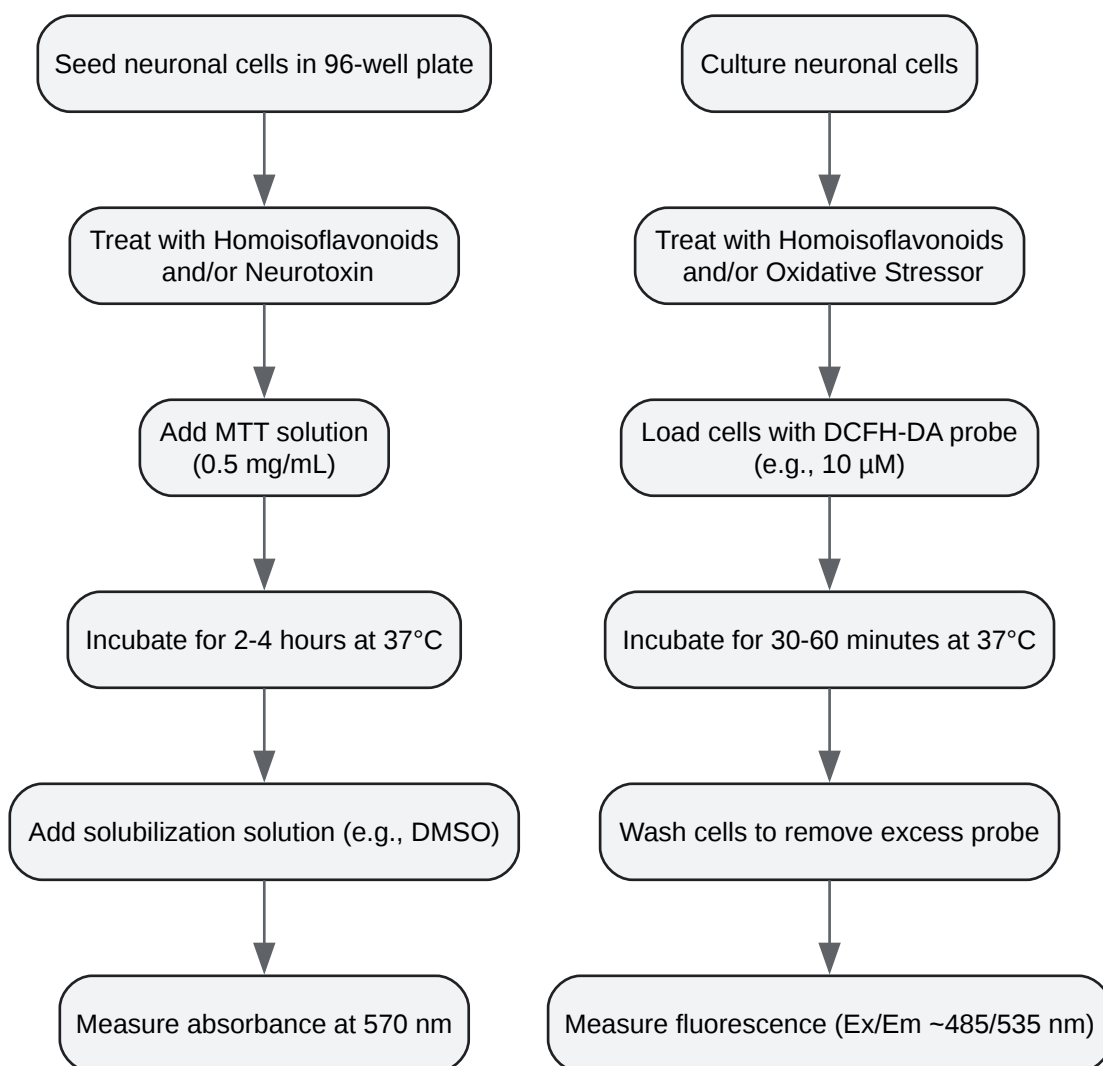 Seed neuronal cells in 96-well plate
Treat with Homoisoflavonoids
and/or Neurotoxin
Add MTT solution
(0.5 mg/mL)
Incubate for 2-4 hours at 37°C
Add solubilization solution (e.g., DMSO)
Measure absorbance at 570 nm
Culture neuronal cells
Treat with Homoisoflavonoids
and/or Oxidative Stressor
Load cells with DCFH-DA probe
(e.g., 10 µM)
Incubate for 30-60 minutes at 37°C
Wash cells to remove excess probe
Measure fluorescence (Ex/Em ~485/535 nm)